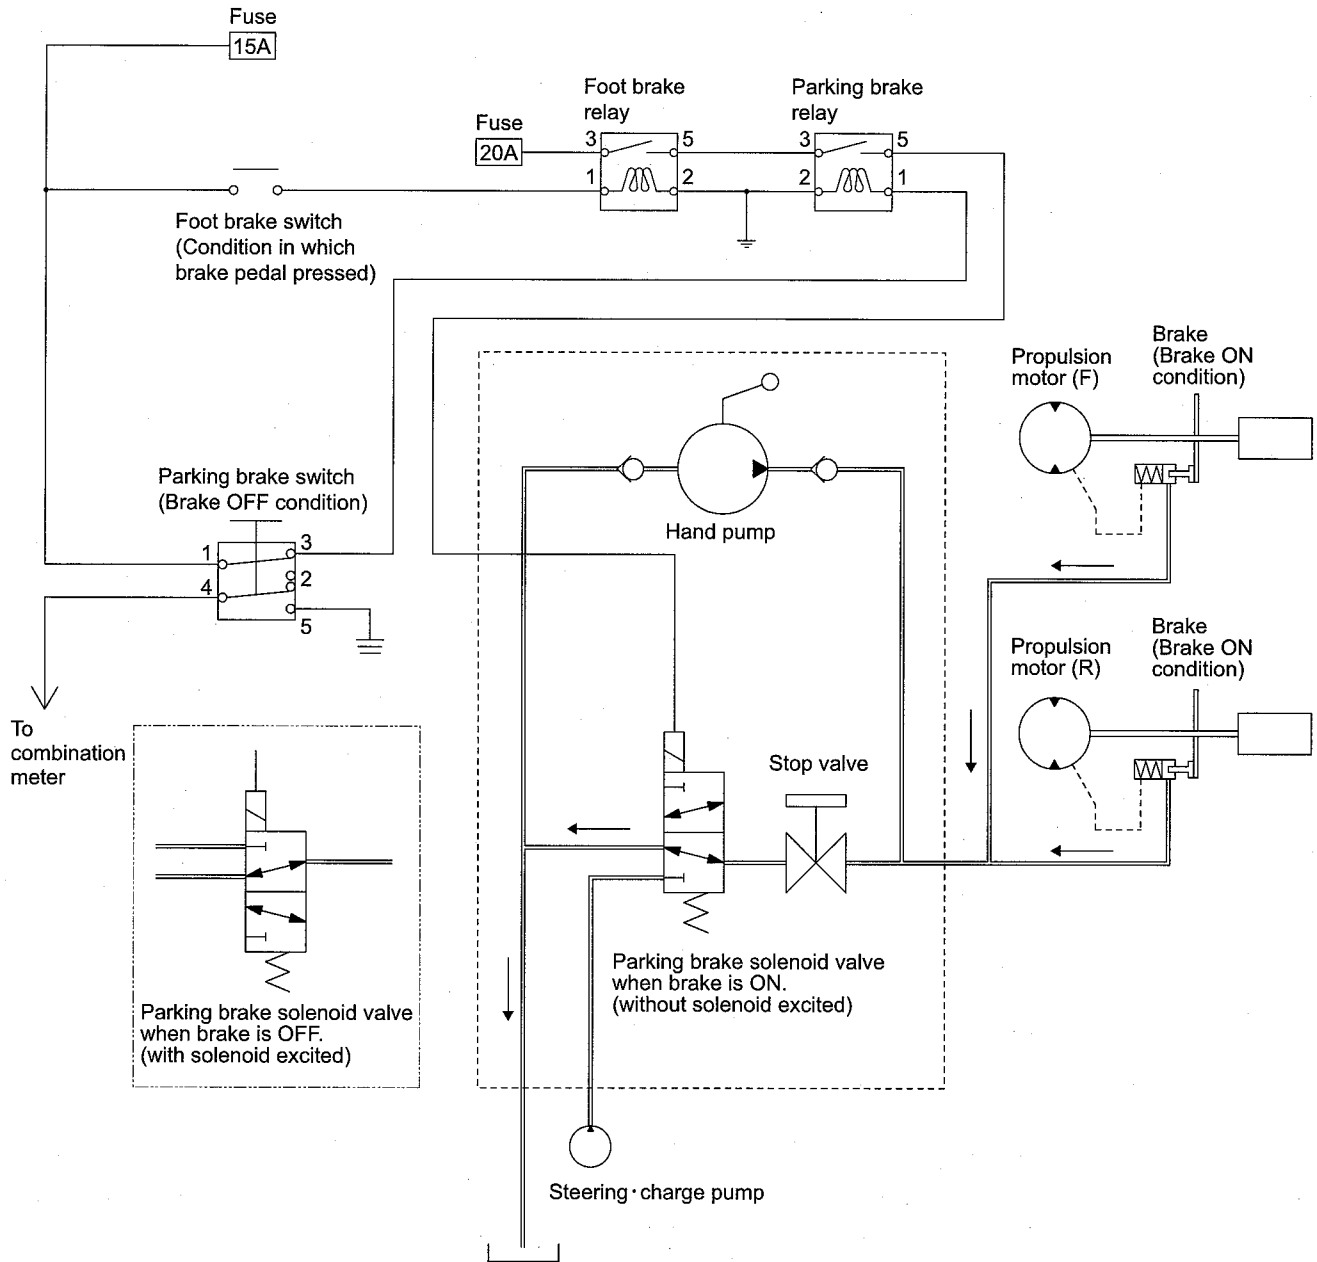 Fuse
15A
Foot brake
relay
Parking brake
relay
Fuse
20A
3
5
1
2
3
5
2
1
Foot brake switch
(Condition in which
brake pedal pressed)
Propulsion
motor (F)
Brake
(Brake ON
condition)
Parking brake switch
(Brake OFF condition)
1
3
2
4
5
Hand pump
Propulsion
motor (R)
Brake
(Brake ON
condition)
To
combination
meter
Stop valve
Parking brake solenoid valve
when brake is ON.
(without solenoid excited)
Parking brake solenoid valve
when brake is OFF.
(with solenoid excited)
Steering・charge pump